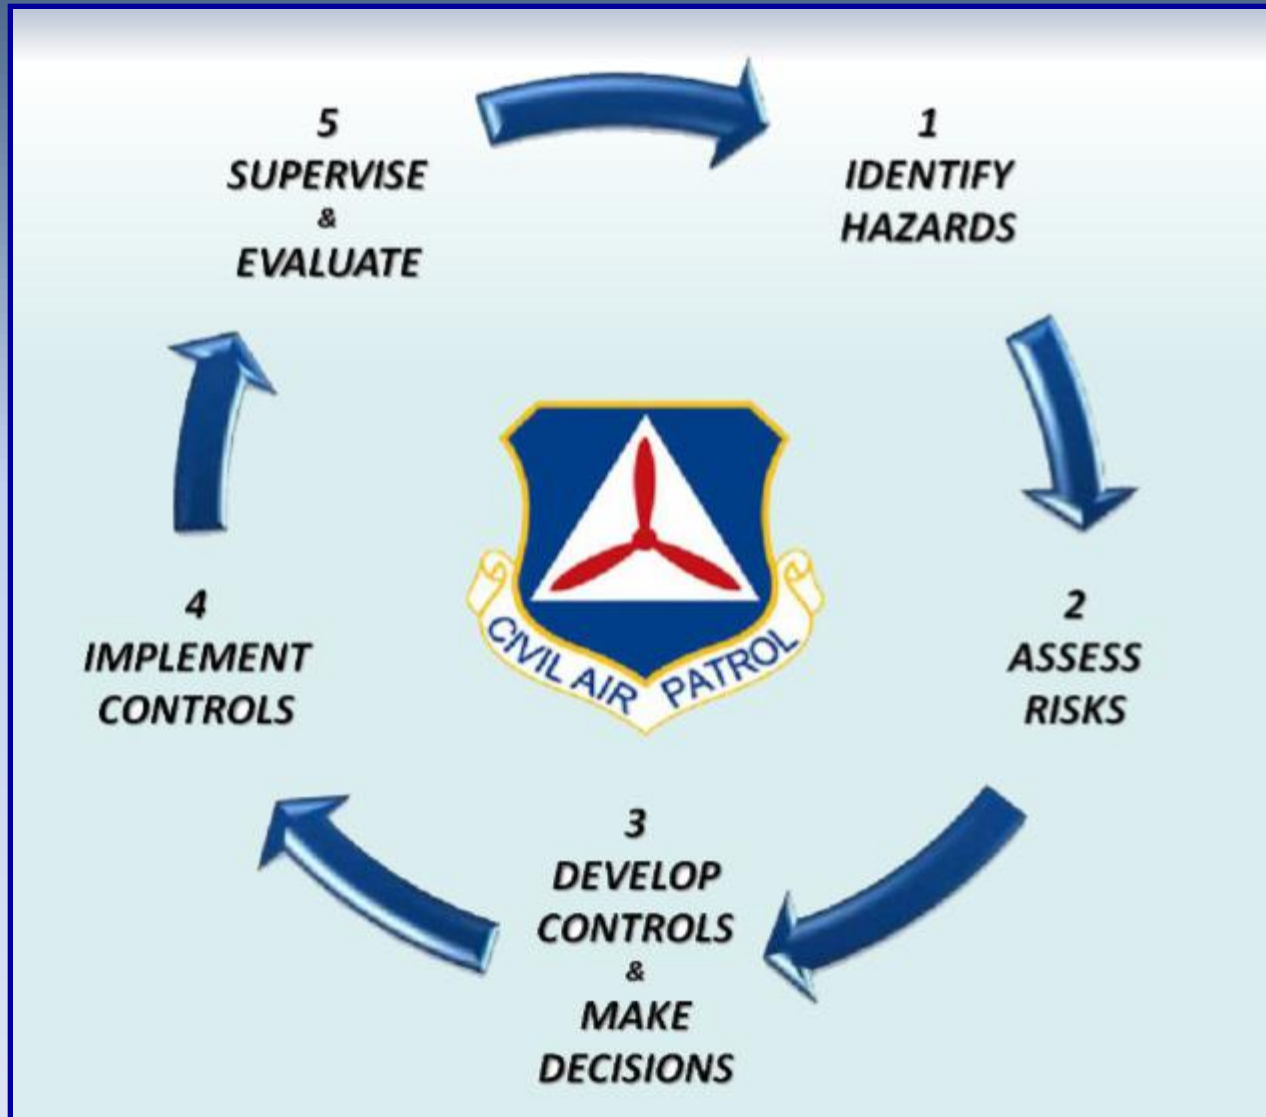 1
IDENTIFY
HAZARDS
2
ASSESS
RISKS
3
DEVELOP
CONTROLS
&
MAKE
DECISIONS
4
IMPLEMENT
CONTROLS
5
SUPERVISE
&
EVALUATE
CIVIL AIR PATROL